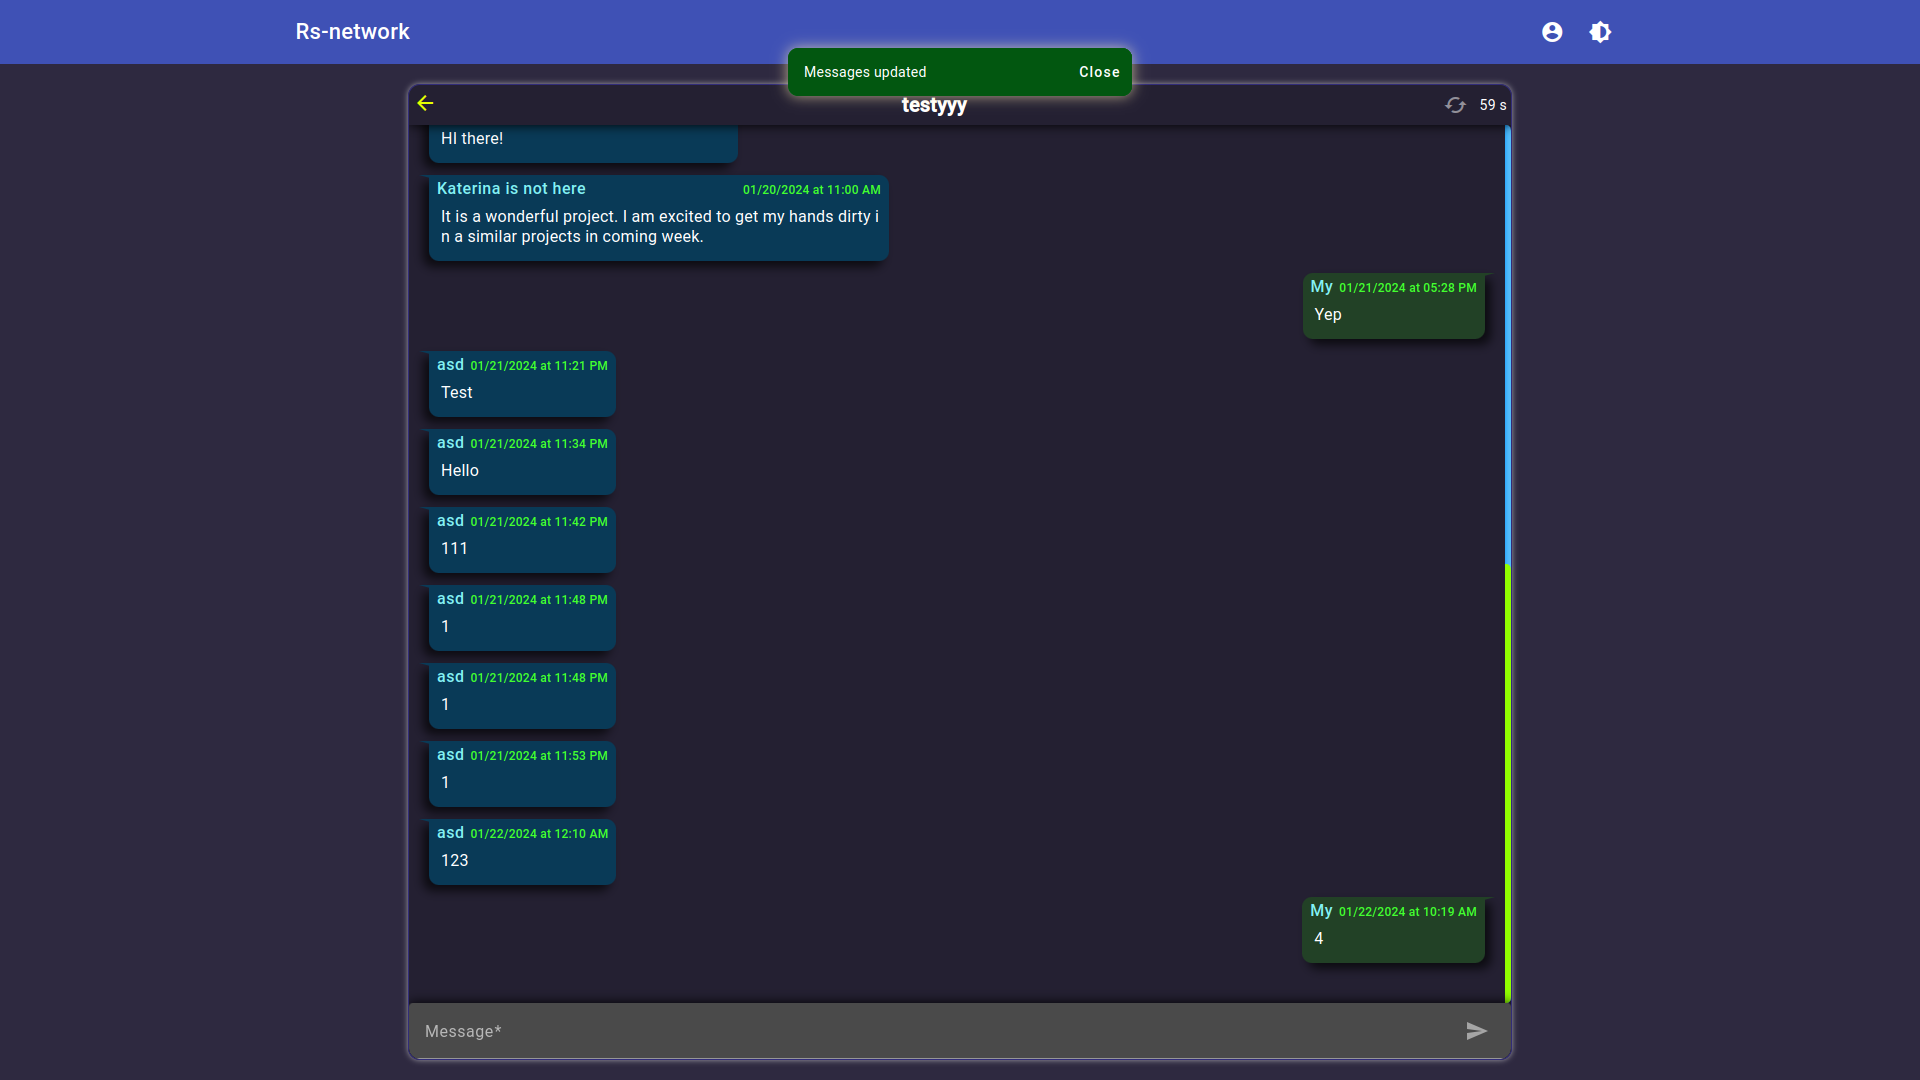 Rs-network
Messages updated Close
testyyy 59 s
HI there!
Katerina is not here 01/20/2024 at 11:00 AM
It is a wonderful project. I am excited to get my hands dirty i
n a similar projects in coming week.
My 01/21/2024 at 05:28 PM
Yep
asd 01/21/2024 at 11:21 PM
Test
asd 01/21/2024 at 11:34 PM
Hello
asd 01/21/2024 at 11:42 PM
111
asd 01/21/2024 at 11:48 PM
1
asd 01/21/2024 at 11:48 PM
1
asd 01/21/2024 at 11:53 PM
1
asd 01/22/2024 at 12:10 AM
123
My 01/22/2024 at 10:19 AM
4
Message*